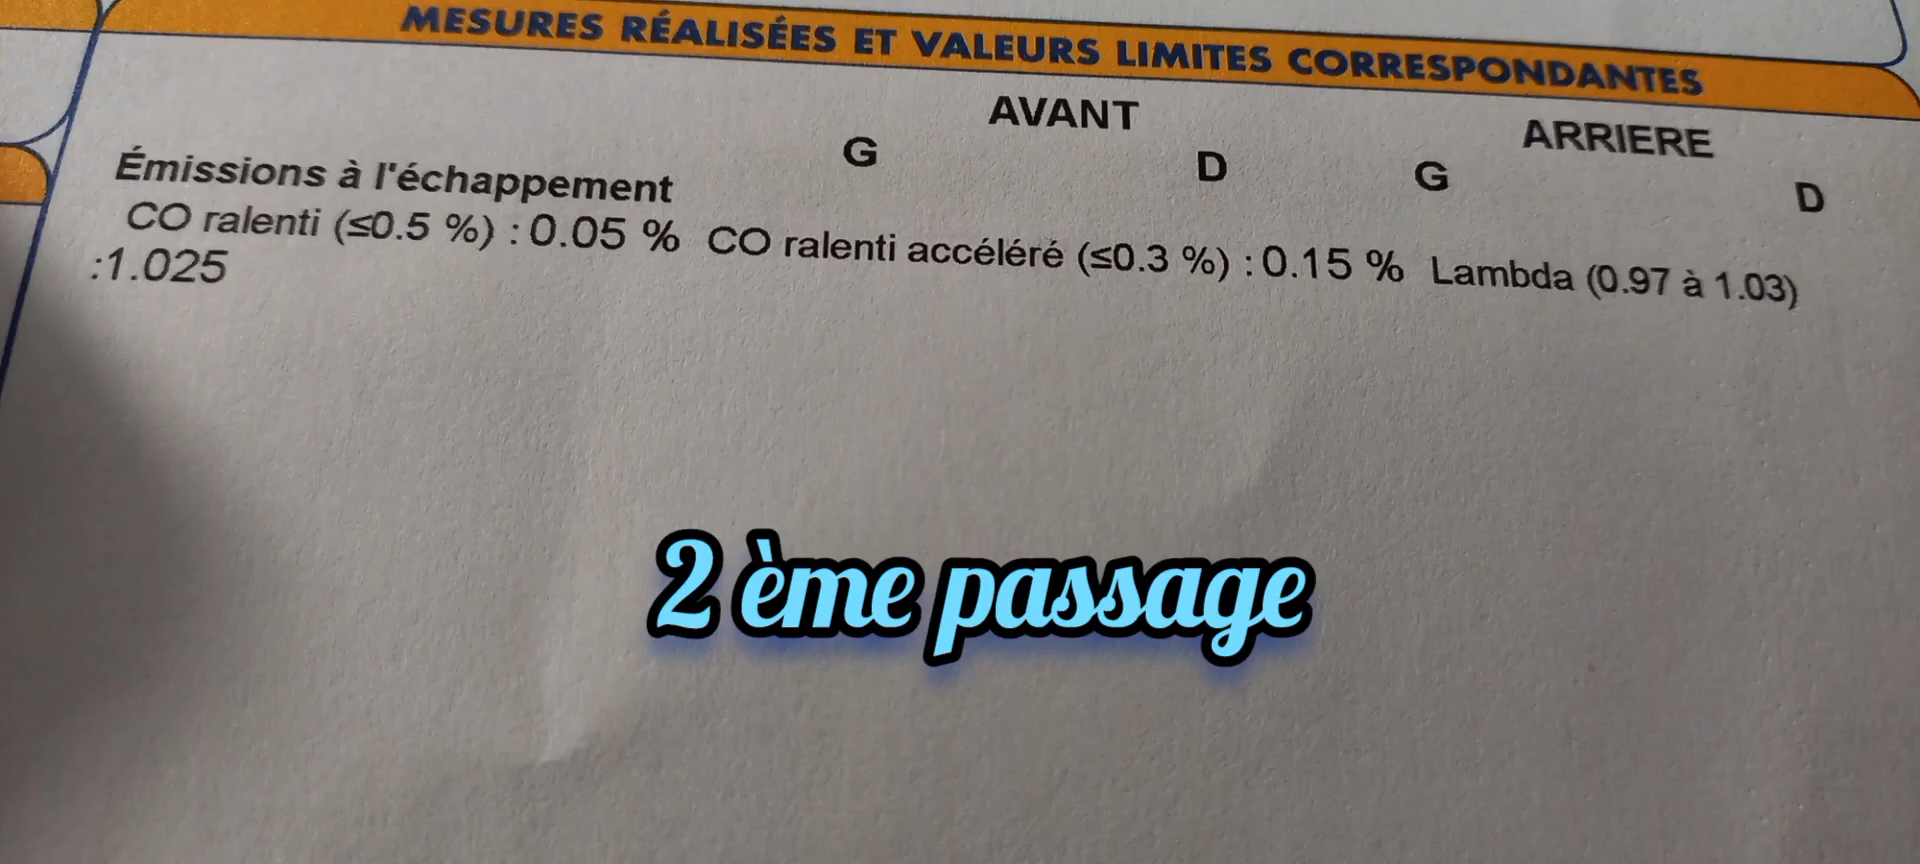 MESURES RÉALISÉES ET VALEURS LIMITES CORRESPONDANTES
AVANT
ARRIERE
G
D
G
D
Émissions à l'échappement
CO ralenti (≤0.5 %) : 0.05 % CO ralenti accéléré (≤0.3 %) : 0.15 % Lambda (0.97 à 1.03)
:1.025
2 ème passage